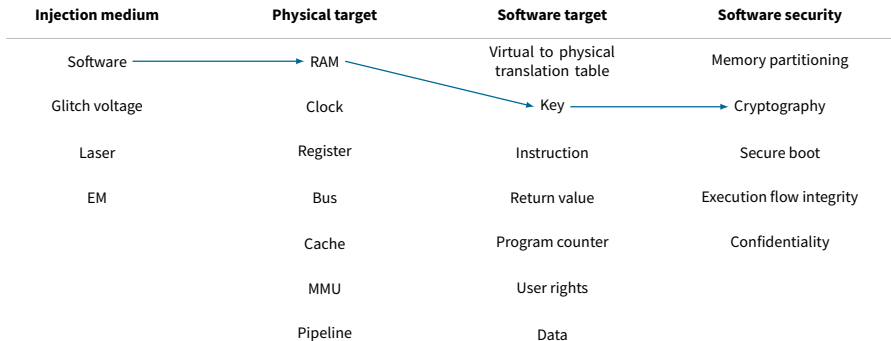 Injection medium Physical target Software target Software security
Software RAM Virtual to physical
translation table Memory partitioning
Glitch voltage Clock Key Cryptography
Laser Register Instruction Secure boot
EM Bus Return value Execution flow integrity
Cache Program counter Confidentiality
MMU User rights
Pipeline Data